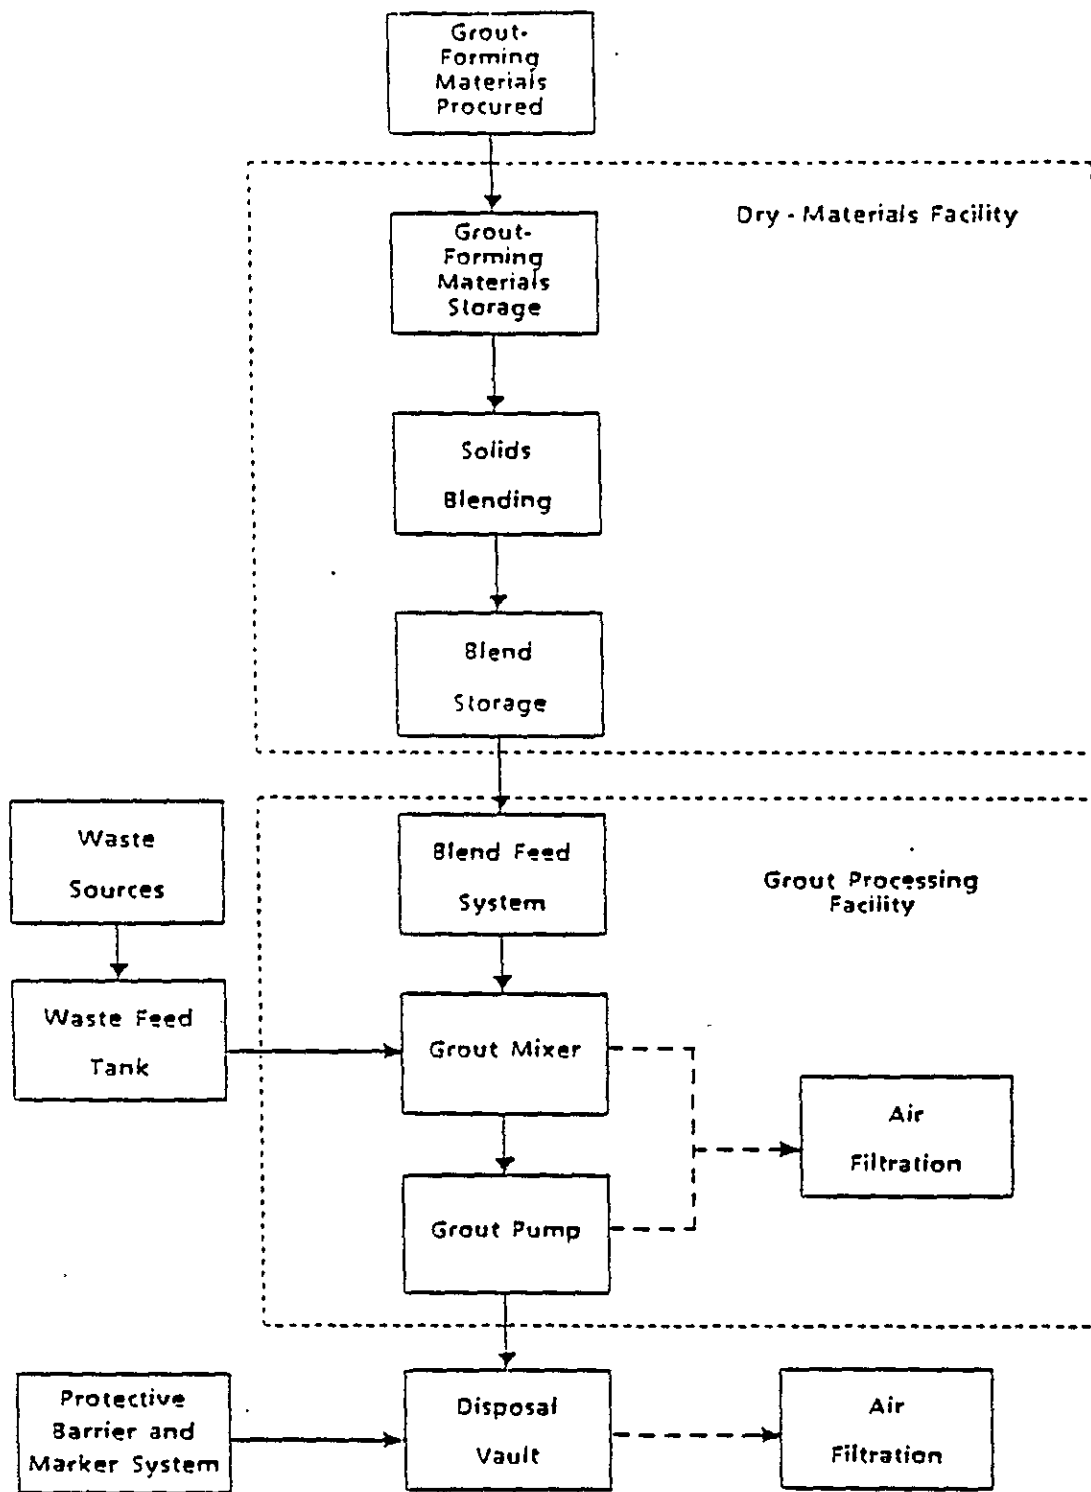 Grout-
Forming
Materials
Procured
Dry - Materials Facility
Grout-
Forming
Materials
Storage
Solids
Blending
Blend
Storage
Waste
Sources
Blend Feed
System
Grout Processing
Facility
Waste Feed
Tank
Grout Mixer
Air
Filtration
Grout Pump
Protective
Barrier and
Marker System
Disposal
Vault
Air
Filtration